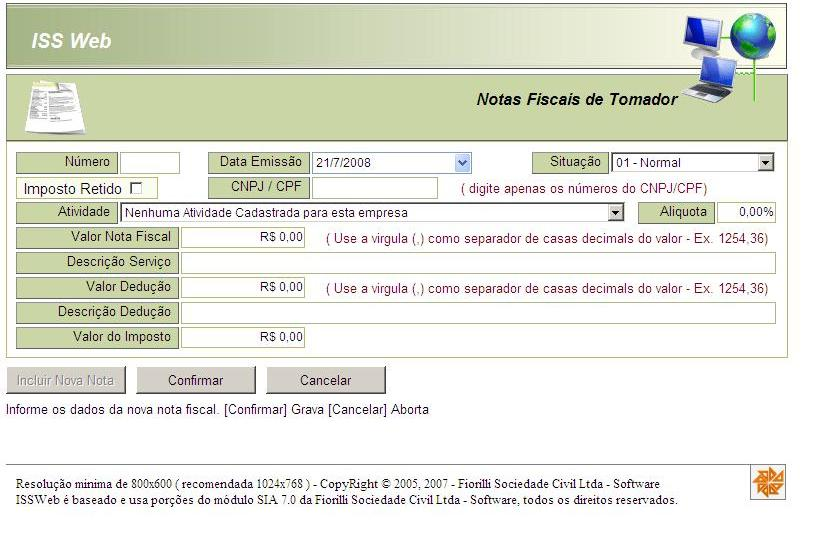 ISS Web
Notas Fiscais de Tomador
Número Data Emissão 21/7/2008 Situação 01 - Normal
Imposto Retido CNPJ / CPF ( digite apenas os números do CNPJ/CPF)
Atividade Nenhuma Atividade Cadastrada para esta empresa Aliquota 0,00%
Valor Nota Fiscal R$ 0,00 ( Use a virgula (,) como separador de casas decimais do valor - Ex. 1254,36)
Descrição Serviço
Valor Dedução R$ 0,00 ( Use a virgula (,) como separador de casas decimais do valor - Ex. 1254,36)
Descrição Dedução
Valor do Imposto R$ 0,00
Incluir Nova Nota Confirmar Cancelar
Informe os dados da nova nota fiscal. [Confirmar] Grava [Cancelar] Aborta
Resolução minima de 800x600 ( recomendada 1024x768 ) - CopyRight © 2005, 2007 - Fiorilli Sociedade Civil Ltda - Software
ISSWeb é baseado e usa porções do módulo SIA 7.0 da Fiorilli Sociedade Civil Ltda - Software, todos os direitos reservados.